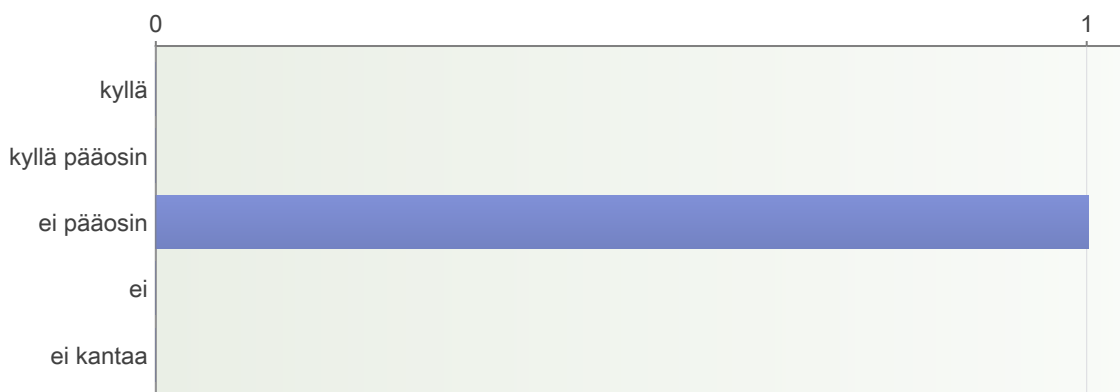 0 1
kyllä
kyllä pääosin
ei pääosin
ei
ei kantaa